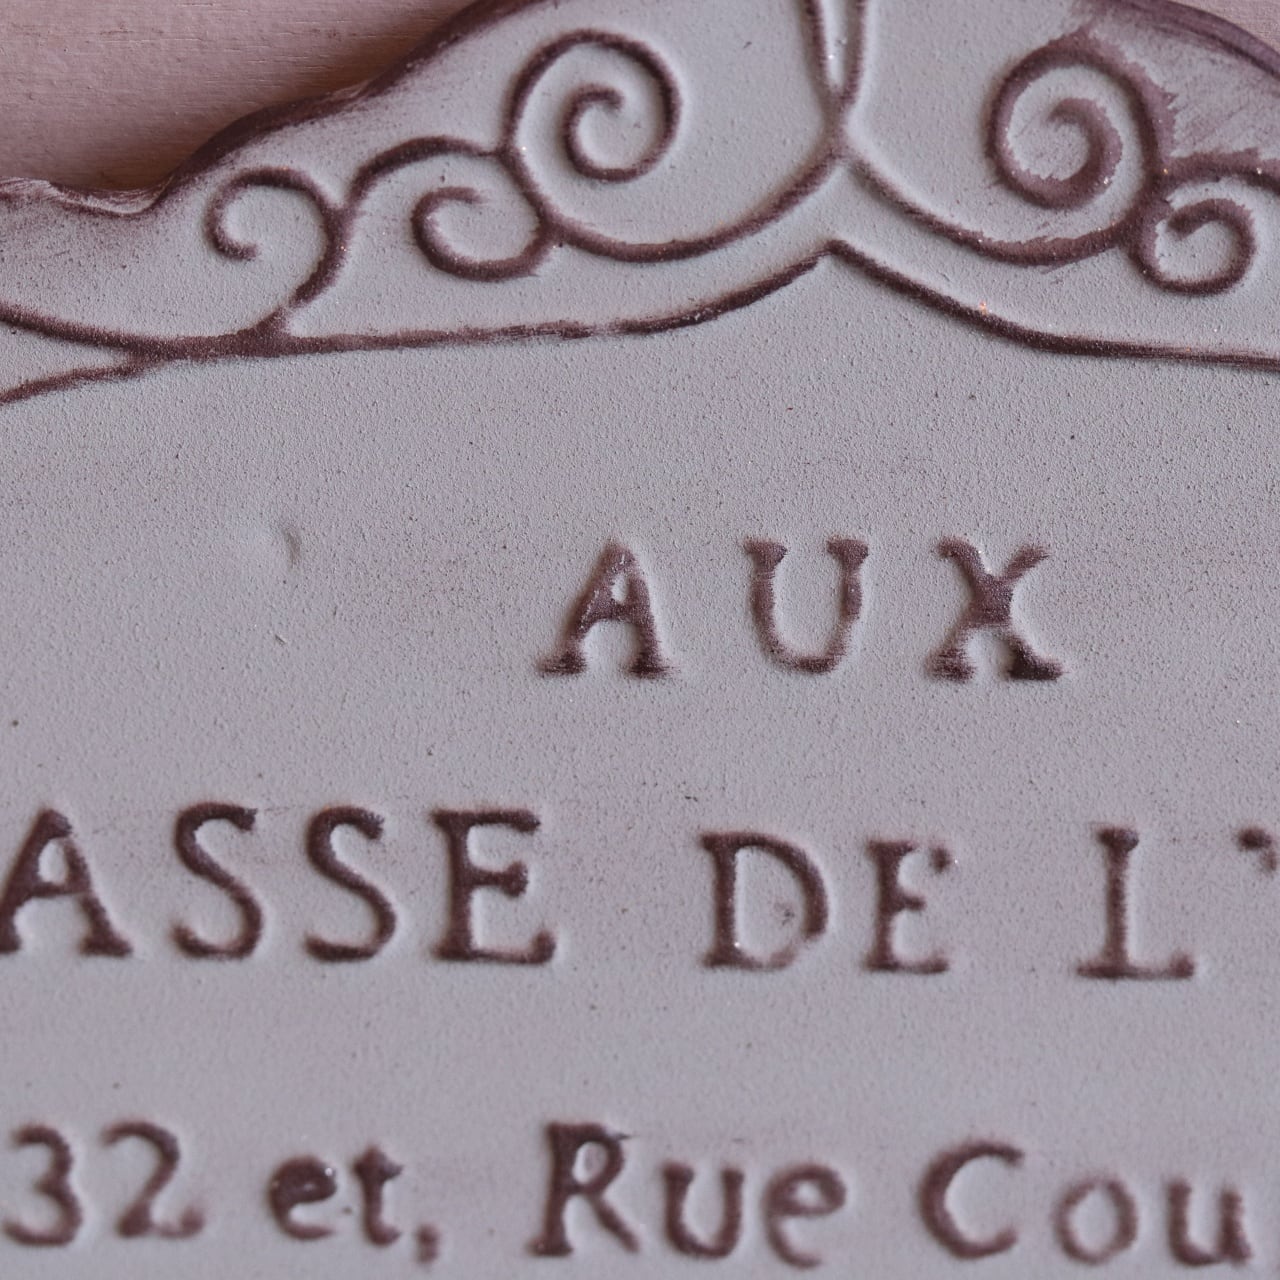 AUX
ASSE DE L'
32 et, Rue Cou